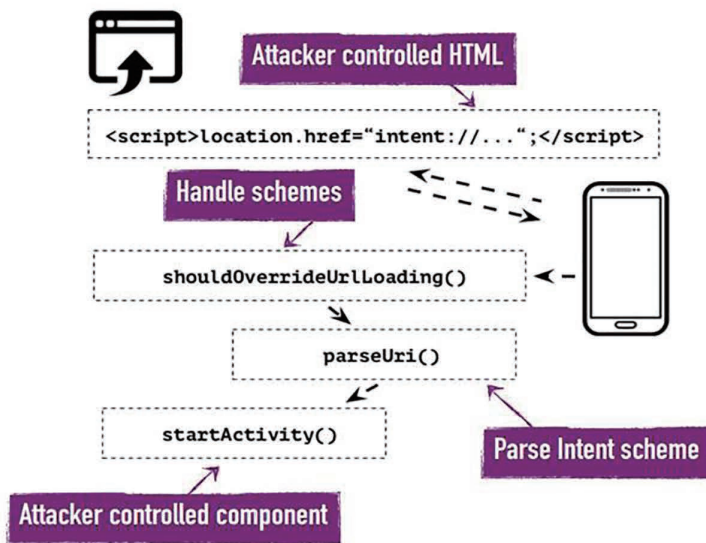 Attacker controlled HTML
<script>location.href=“intent://...“;</script>
Handle schemes
shouldOverrideUrlLoading()
parseUri()
startActivity()
Parse Intent scheme
Attacker controlled component